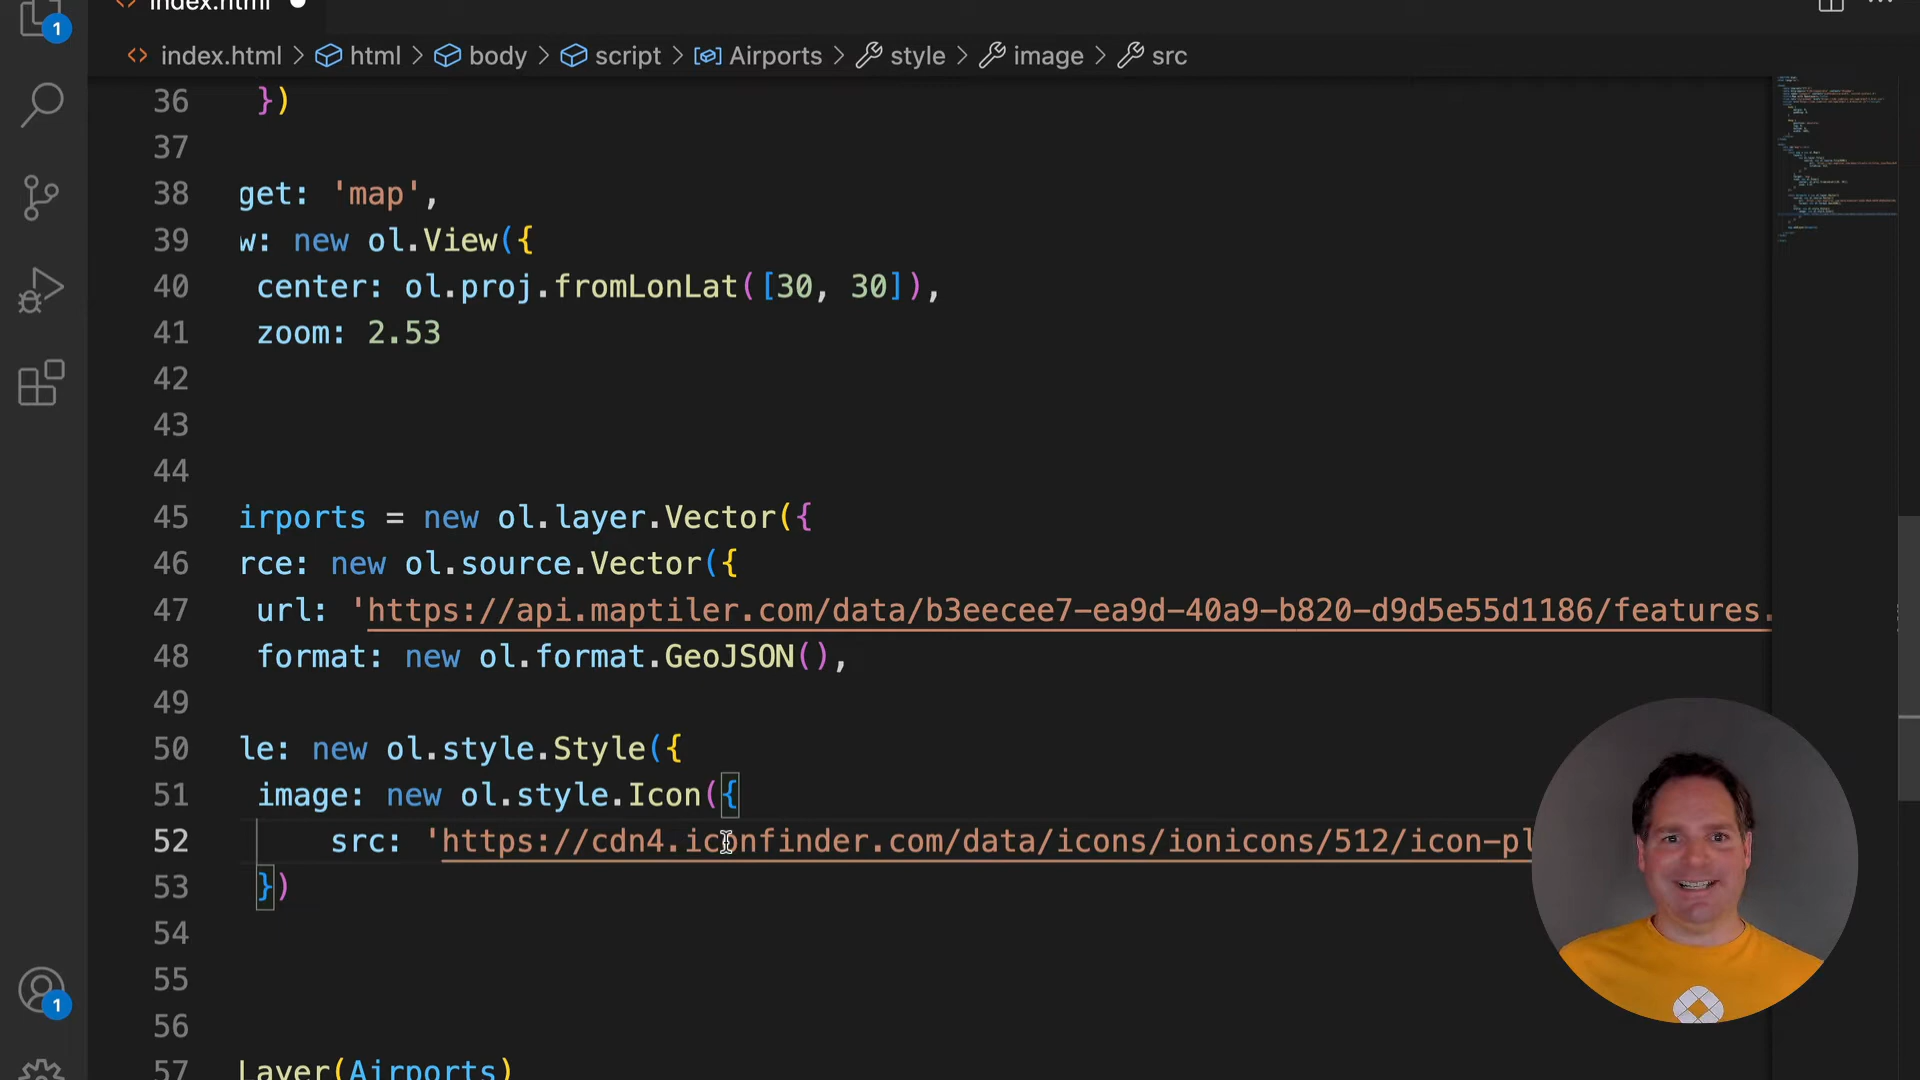 index.html
1
index.html > html > body > script > Airports > style > image > src
36 })
37
38 get: 'map',
39 w: new ol.View({
40 center: ol.proj.fromLonLat([30, 30]),
41 zoom: 2.53
42
43
44
45 irports = new ol.layer.Vector({
46 rce: new ol.source.Vector({
47 url: 'https://api.maptiler.com/data/b3eecee7-ea9d-40a9-b820-d9d5e55d1186/features.
48 format: new ol.format.GeoJSON(),
49
50 le: new ol.style.Style({
51 image: new ol.style.Icon({
52 src: 'https://cdn4.iconfinder.com/data/icons/ionicons/512/icon-pl
53 })
54
55
1
56
57 Layer(Airports)